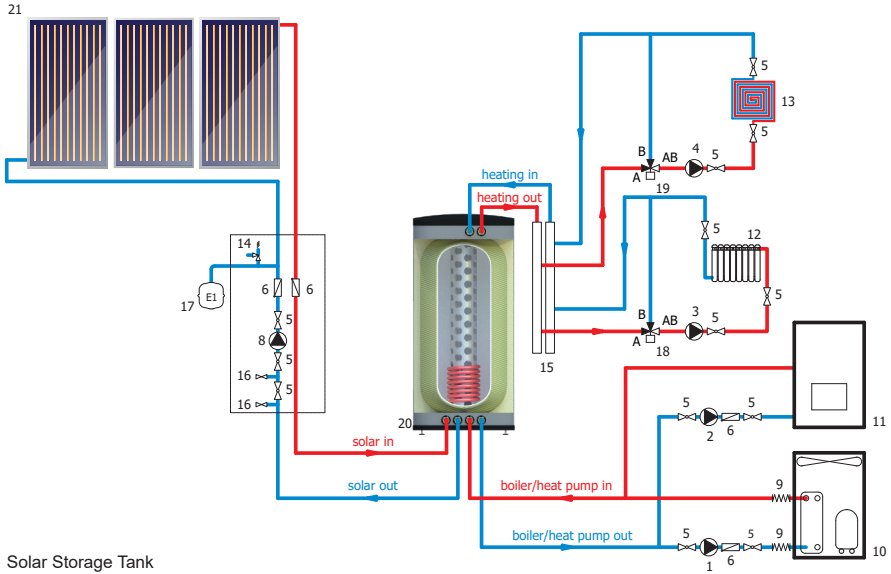 21
5
13
5
B
AB
4
5
A
19
heating in
heating out
5
12
5
14
17
E1
6
6
5
8
5
16
5
16
B
AB
3
5
A
18
15
20
solar in
solar out
boiler/heat pump in
boiler/heat pump out
5
5
2
6
11
9
5
5
9
1
6
10
Solar Storage Tank